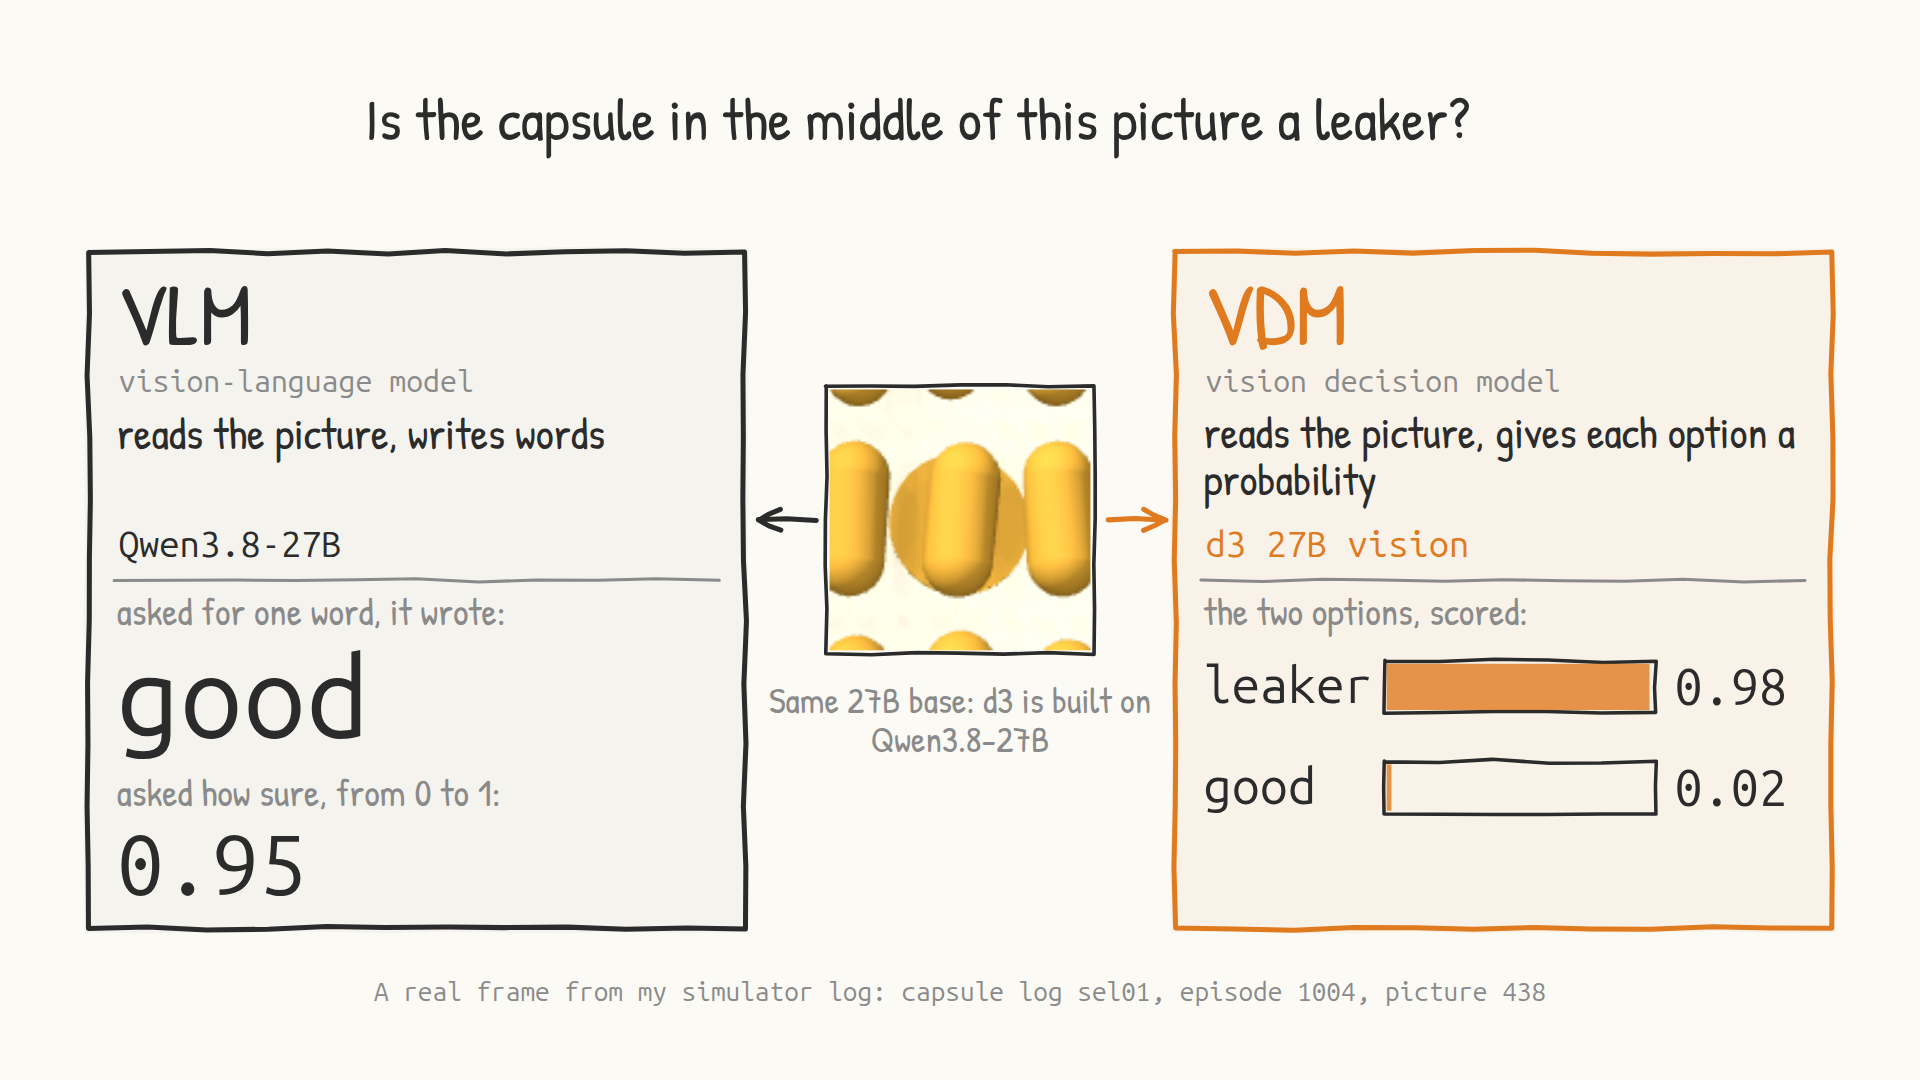 Is the capsule in the middle of this picture a leaker?
VLM
vision-language model
reads the picture, writes words
Qwen3.8-27B
asked for one word, it wrote:
good
asked how sure, from 0 to 1:
0.95
Same 27B base: d3 is built on
Qwen3.8-27B
VDM
vision decision model
reads the picture, gives each option a
probability
d3 27B vision
the two options, scored:
leaker 0.98
good 0.02
A real frame from my simulator log: capsule log sel01, episode 1004, picture 438